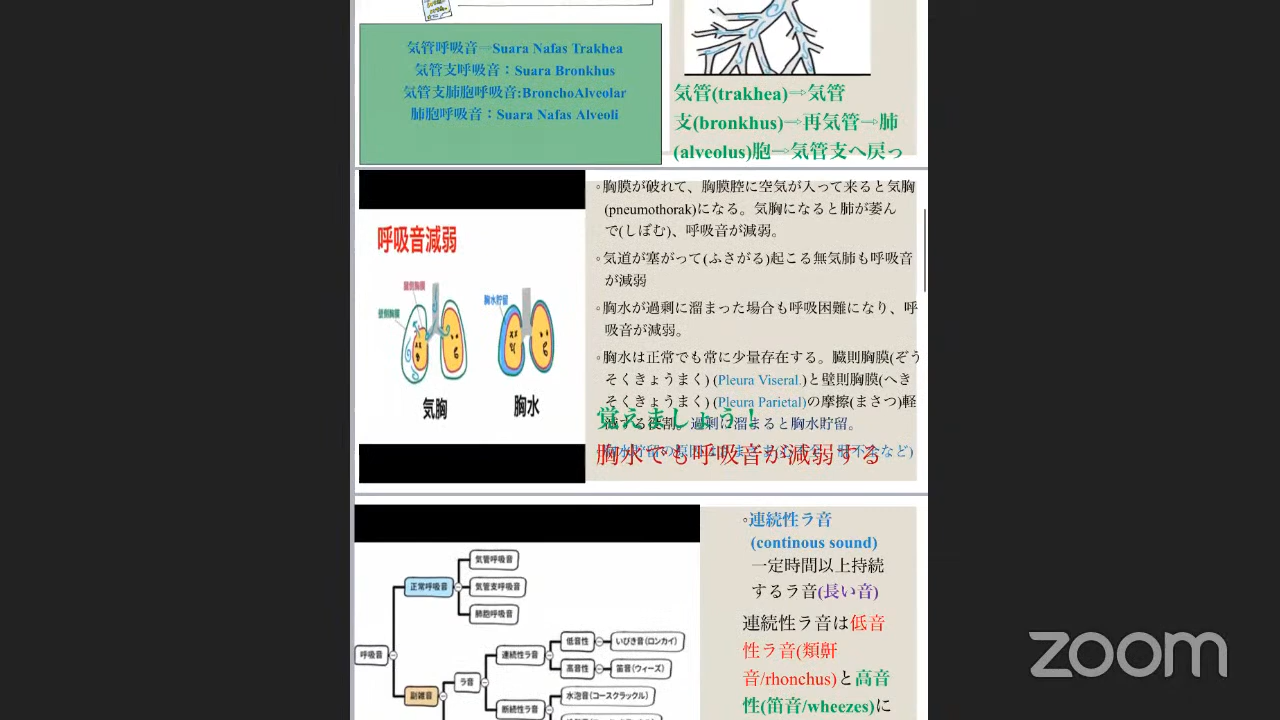 気管呼吸音⇒Suara Nafas Trakhea
気管支呼吸音：Suara Bronkhus
気管支肺胞呼吸音:BronchoAlveolar
肺胞呼吸音：Suara Nafas Alveoli
気管(trakhea)⇒気管
支(bronkhus)⇒再気管⇒肺
(alveolus)胞⇒気管支へ戻っ
呼吸音減弱
臓側胸膜
壁側胸膜
気胸
胸水貯留
胸水
◦胸膜が破れて、胸膜腔に空気が入って来ると気胸
(pneumothorak)になる。気胸になると肺が萎ん
で(しぼむ)、呼吸音が減弱。
◦気道が塞がって(ふさがる)起こる無気肺も呼吸音
が減弱
◦胸水が過剰に溜まった場合も呼吸困難になり、呼
吸音が減弱。
◦胸水は正常でも常に少量存在する。臓則胸膜(ぞう
そくきょうまく) (Pleura Viseral.)と壁則胸膜(へき
そくきょうまく) (Pleura Parietal)の摩擦(まさつ)軽
過剰に溜まると胸水貯留。
覚えましょう！
胸水でも呼吸音が減弱する
呼吸音
正常呼吸音
気管呼吸音
気管支呼吸音
肺胞呼吸音
副雑音
ラ音
連続性ラ音
低音性
いびき音(ロンカイ)
高音性
笛音(ウィーズ)
断続性ラ音
水泡音(コースクラックル)
◦連続性ラ音
(continous sound)
一定時間以上持続
するラ音(長い音)
連続性ラ音は低音
性ラ音(類鼾
音/rhonchus)と高音
性(笛音/wheezes)に
zoom